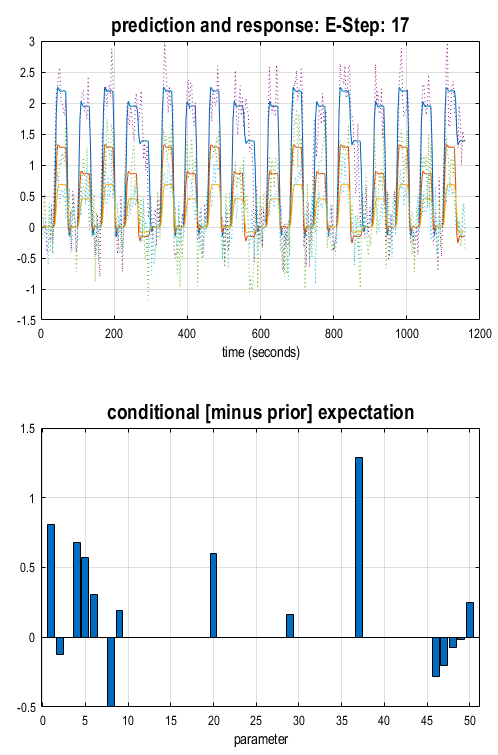 prediction and response: E-Step: 17
3
2.5
2
1.5
1
0.5
0
-0.5
-1
-1.5
0 200 400 600 800 1000 1200
time (seconds)
conditional [minus prior] expectation
1.5
1
0.5
0
-0.5
0 5 10 15 20 25 30 35 40 45 50
parameter